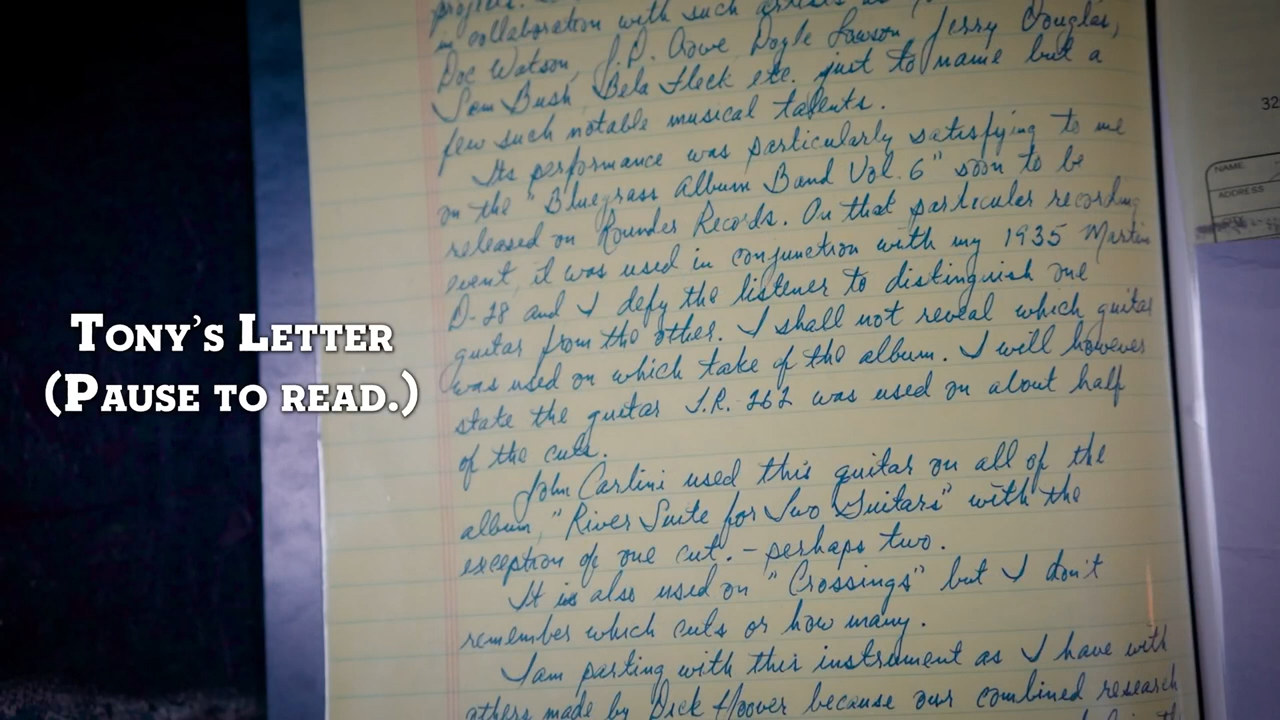 Tony's Letter
(Pause to read.)
projects.
in collaboration with such artists as
Doc Watson, J.D. Crowe Doyle Lawson, Jerry Douglas,
Sam Bush, Bela Fleck etc. just to name but a
few such notable musical talents.
Its performance was particularly satisfying to me
on the "Bluegrass Album Band Vol. 6" soon to be
released on Rounder Records. On that particular recording
event, it was used in conjunction with my 1935 Martin
D-28 and I defy the listener to distinguish one
guitar from the other. I shall not reveal which guitar
was used on which take of the album. I will however
state the guitar T.R. 262 was used on about half
of the cuts.
John Carlini used this guitar on all of the
album, "River Suite for Two Guitars" with the
exception of one cut. - perhaps two.
It is also used on "Crossings" but I don't
remember which cuts or how many.
I am parting with this instrument as I have with
others made by Dick Hoover because our combined research
32
NAME
ADDRESS